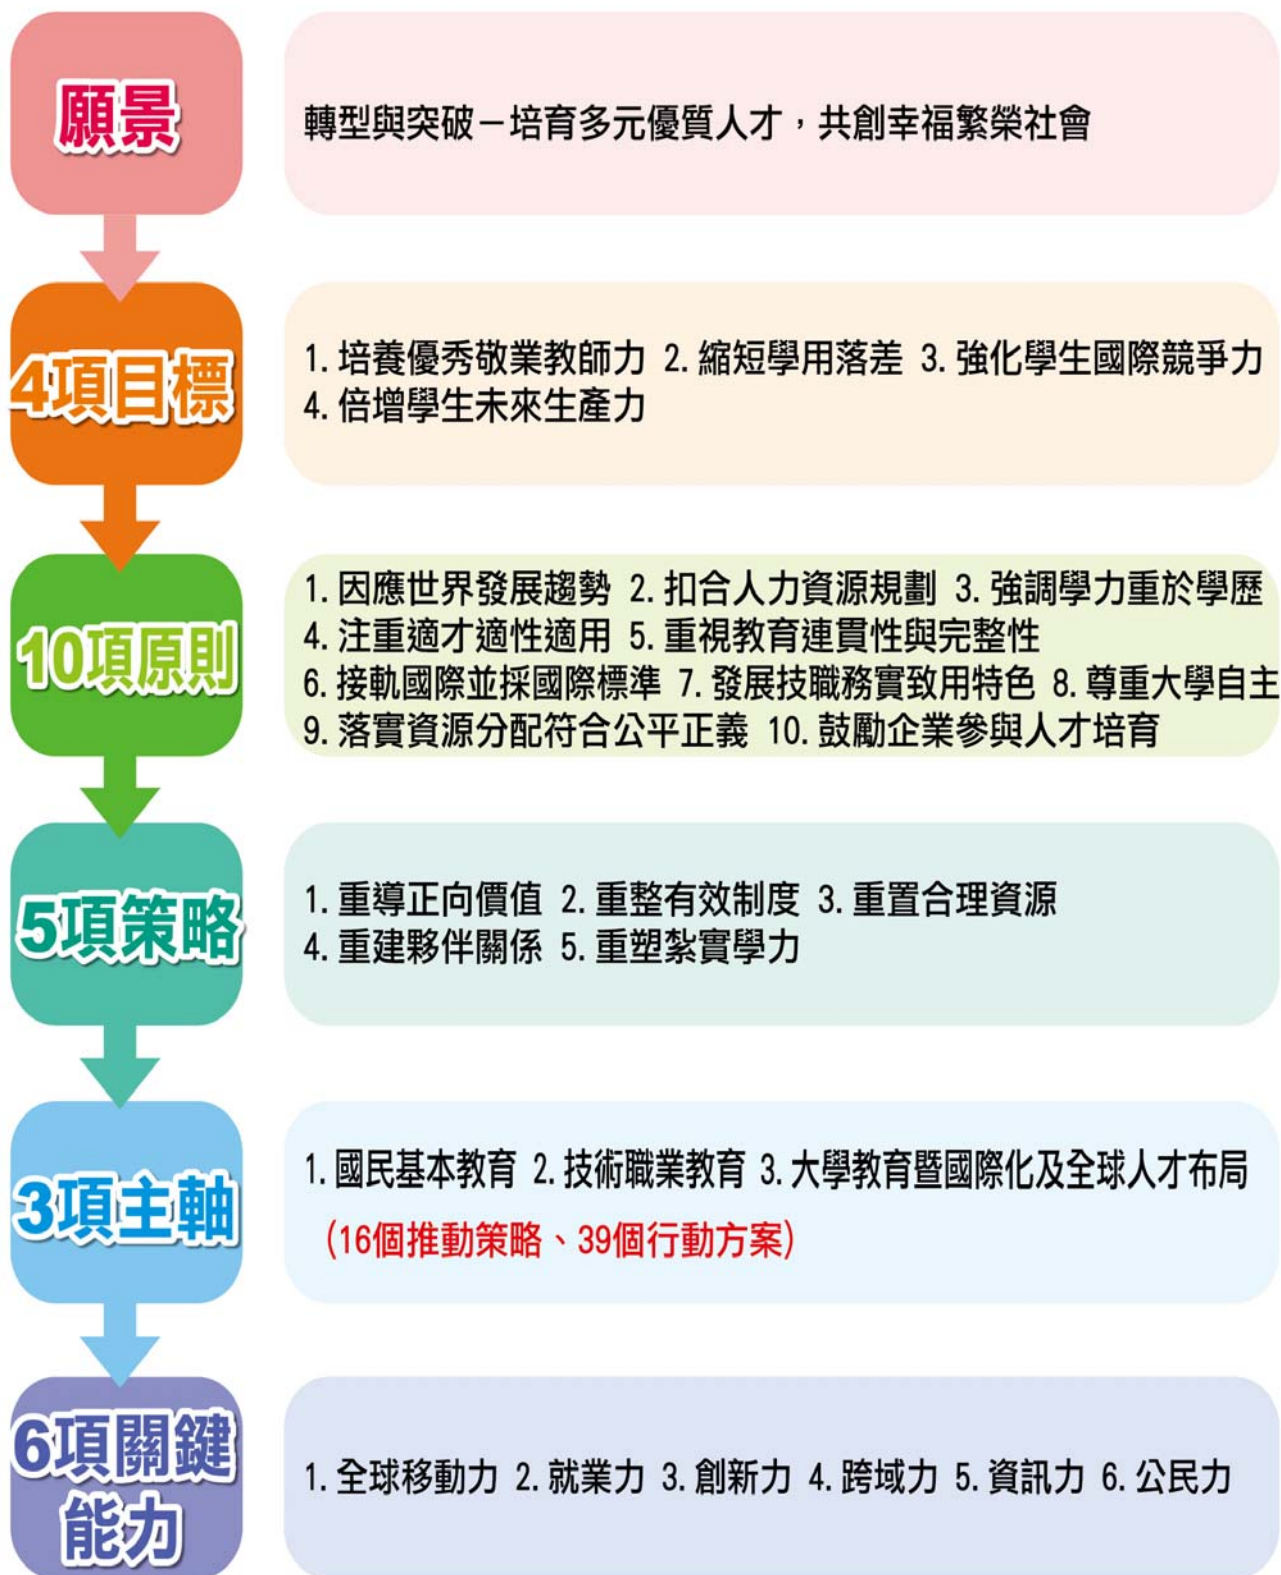 願景
轉型與突破－培育多元優質人才，共創幸福繁榮社會
4項目標
1. 培養優秀敬業教師力 2. 縮短學用落差 3. 強化學生國際競爭力
4. 倍增學生未來生產力
10項原則
1. 因應世界發展趨勢 2. 扣合人力資源規劃 3. 強調學力重於學歷
4. 注重適才適性適用 5. 重視教育連貫性與完整性
6. 接軌國際並採國際標準 7. 發展技職務實致用特色 8. 尊重大學自主
9. 落實資源分配符合公平正義 10. 鼓勵企業參與人才培育
5項策略
1. 重導正向價值 2. 重整有效制度 3. 重置合理資源
4. 重建夥伴關係 5. 重塑紮實學力
3項主軸
1. 國民基本教育 2. 技術職業教育 3. 大學教育暨國際化及全球人才布局
(16個推動策略、39個行動方案)
6項關鍵
能力
1. 全球移動力 2. 就業力 3. 創新力 4. 跨域力 5. 資訊力 6. 公民力